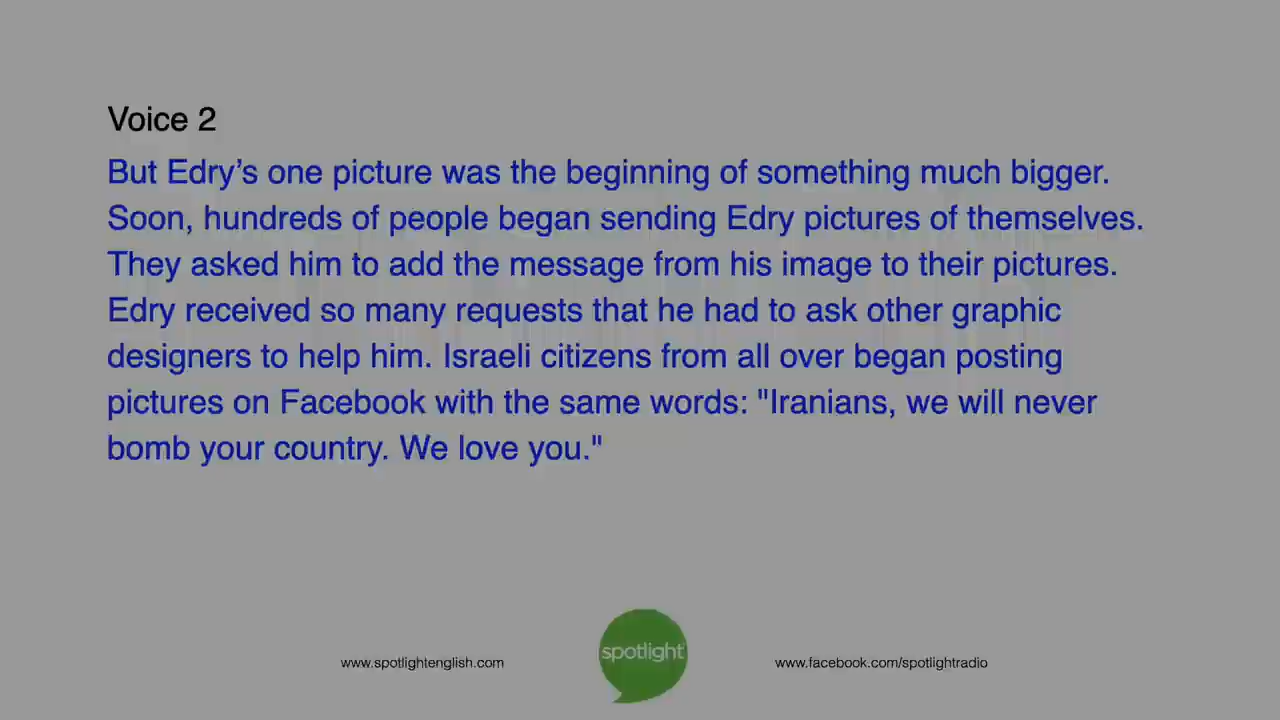 Voice 2
But Edry’s one picture was the beginning of something much bigger.
Soon, hundreds of people began sending Edry pictures of themselves.
They asked him to add the message from his image to their pictures.
Edry received so many requests that he had to ask other graphic
designers to help him. Israeli citizens from all over began posting
pictures on Facebook with the same words: "Iranians, we will never
bomb your country. We love you."
www.spotlightenglish.com
spotlight
www.facebook.com/spotlightradio